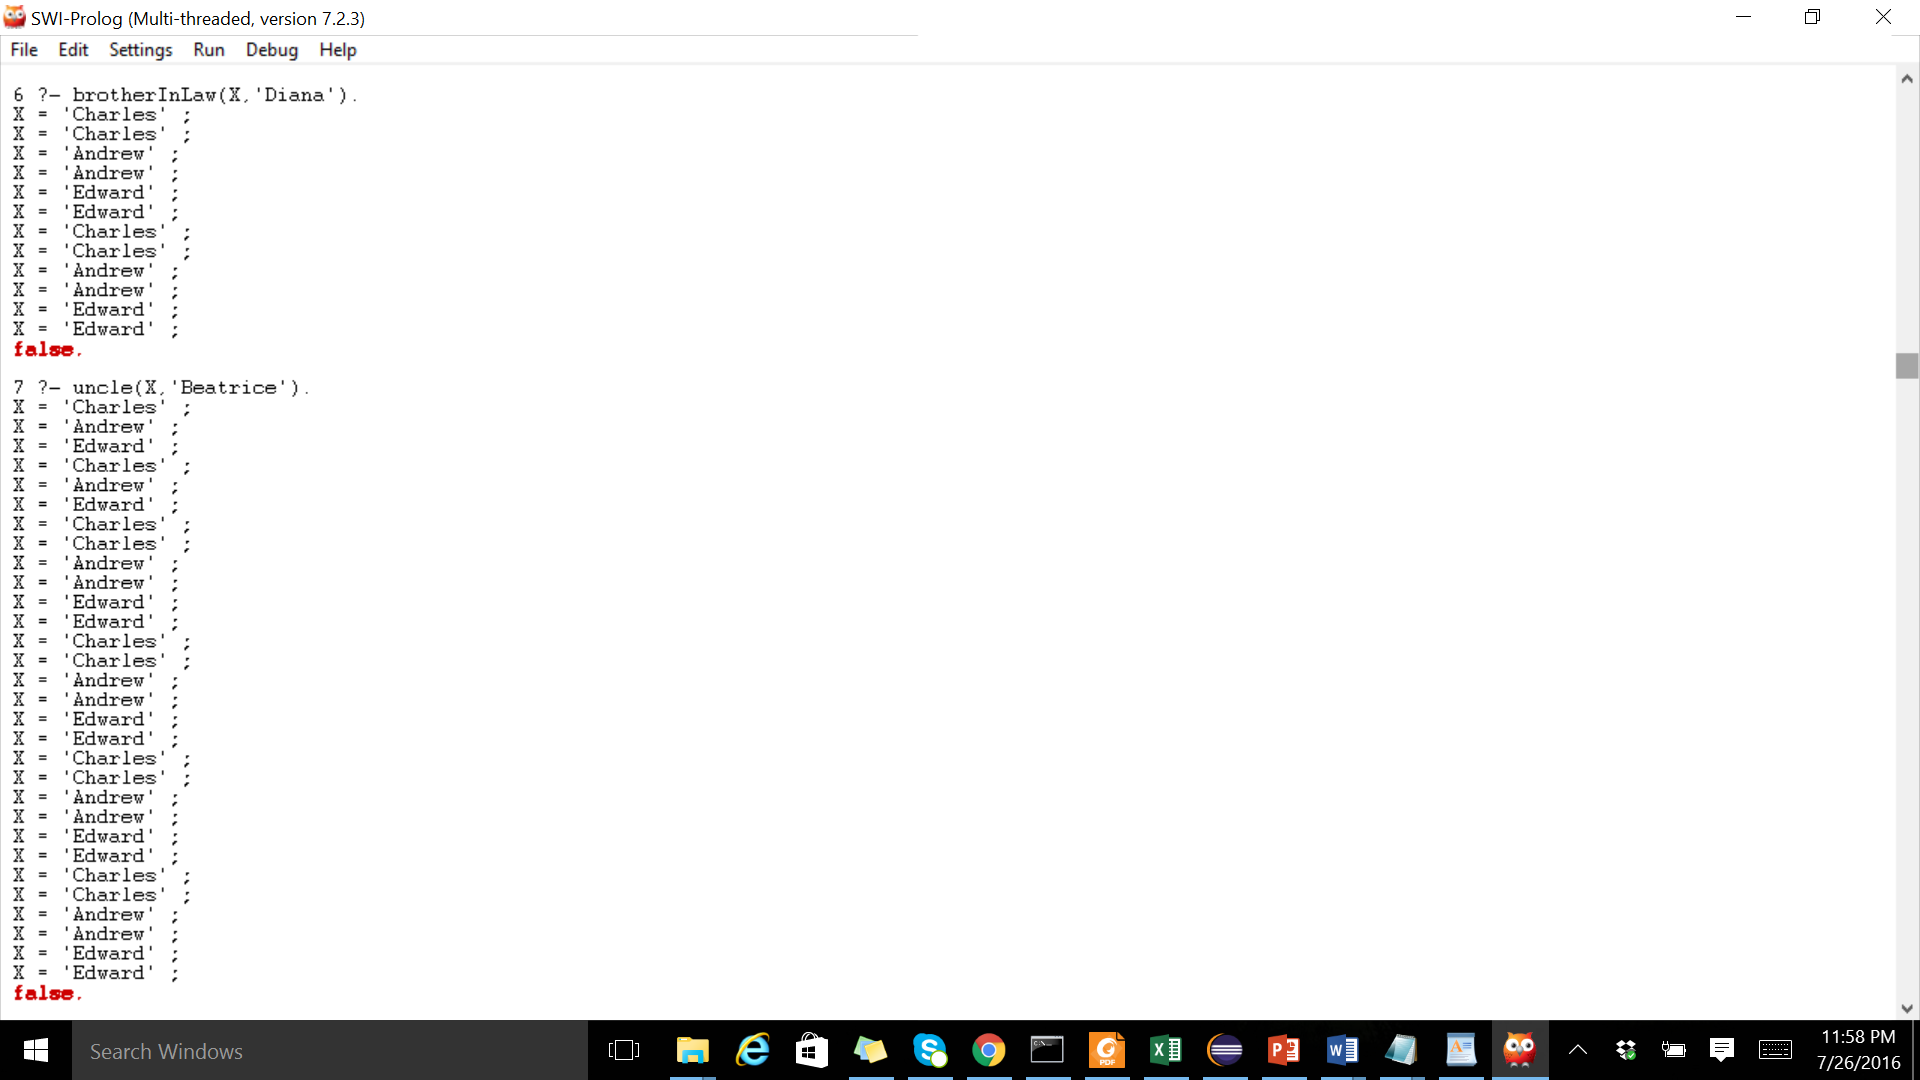 SWI-Prolog (Multi-threaded, version 7.2.3)
File Edit Settings Run Debug Help
6 ?- brotherInLaw(X,'Diana').
X = 'Charles' ;
X = 'Charles' ;
X = 'Andrew' ;
X = 'Andrew' ;
X = 'Edward' ;
X = 'Edward' ;
X = 'Charles' ;
X = 'Charles' ;
X = 'Andrew' ;
X = 'Andrew' ;
X = 'Edward' ;
X = 'Edward' ;
false.
7 ?- uncle(X,'Beatrice').
X = 'Charles' ;
X = 'Andrew' ;
X = 'Edward' ;
X = 'Charles' ;
X = 'Andrew' ;
X = 'Edward' ;
X = 'Charles' ;
X = 'Charles' ;
X = 'Andrew' ;
X = 'Andrew' ;
X = 'Edward' ;
X = 'Edward' ;
X = 'Charles' ;
X = 'Charles' ;
X = 'Andrew' ;
X = 'Andrew' ;
X = 'Edward' ;
X = 'Edward' ;
X = 'Charles' ;
X = 'Charles' ;
X = 'Andrew' ;
X = 'Andrew' ;
X = 'Edward' ;
X = 'Edward' ;
X = 'Charles' ;
X = 'Charles' ;
X = 'Andrew' ;
X = 'Andrew' ;
X = 'Edward' ;
X = 'Edward' ;
false.
Search Windows
PDF
11:58 PM
7/26/2016